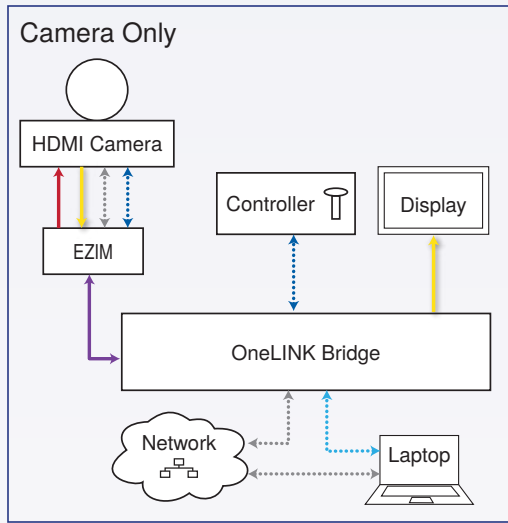 Camera Only
HDMI Camera
Controller
Display
EZIM
OneLINK Bridge
Network
Laptop